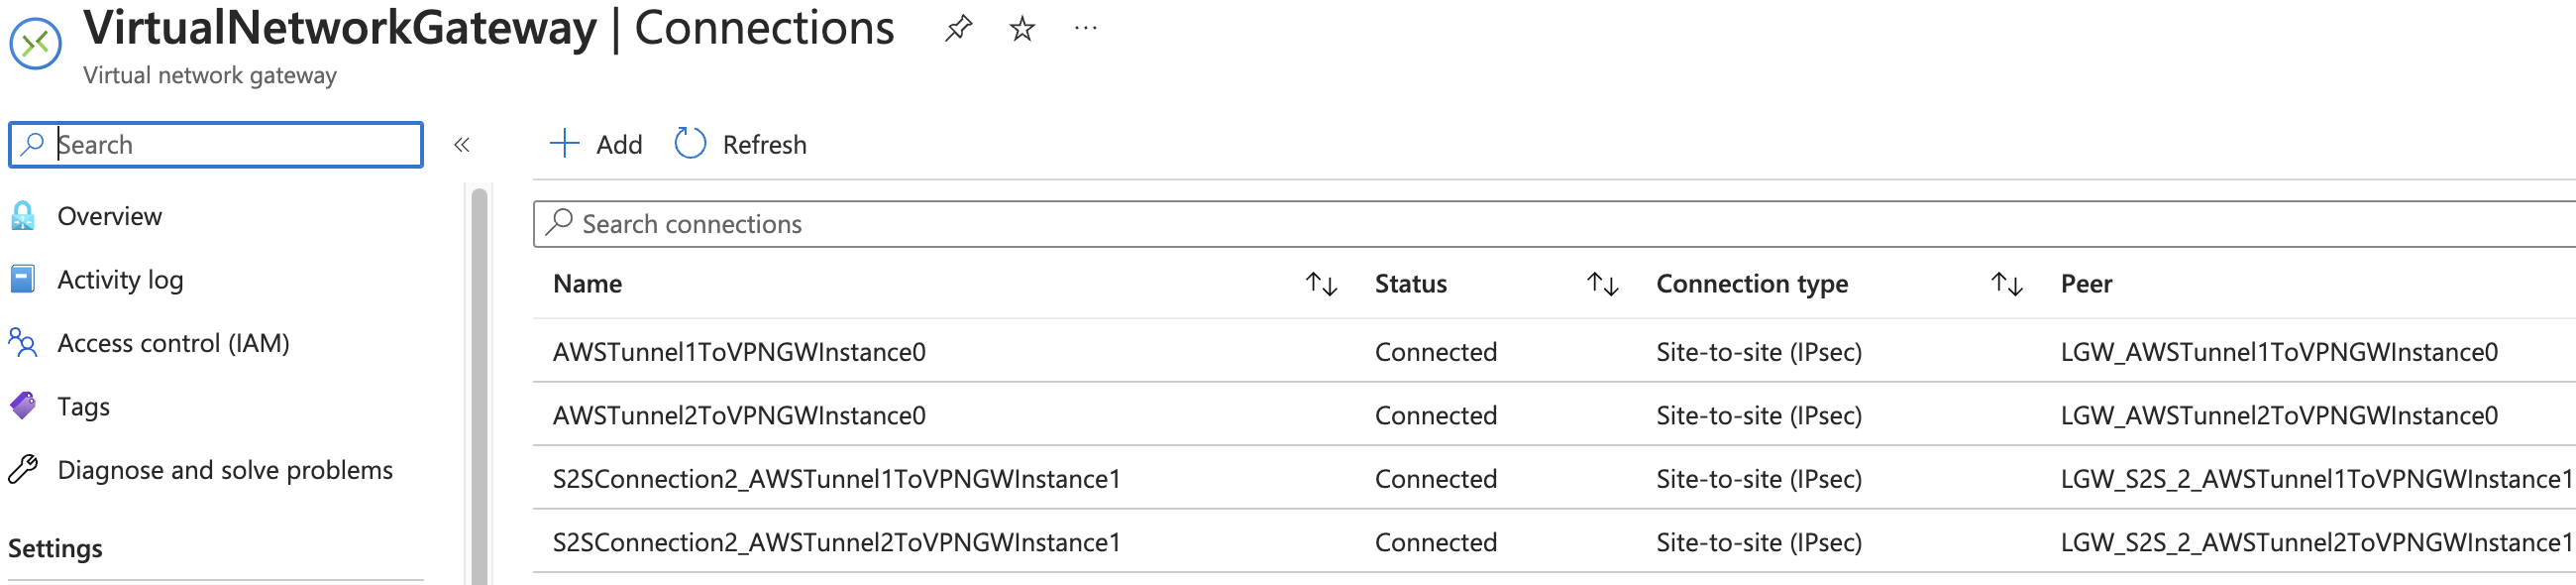 VirtualNetworkGateway | Connections
Virtual network gateway
Search
Overview
Activity log
Access control (IAM)
Tags
Diagnose and solve problems
Settings
Add Refresh
Search connections
Name Status Connection type Peer
AWSTunnel1ToVPNGWInstance0 Connected Site-to-site (IPsec) LGW_AWSTunnel1ToVPNGWInstance0
AWSTunnel2ToVPNGWInstance0 Connected Site-to-site (IPsec) LGW_AWSTunnel2ToVPNGWInstance0
S2SConnection2_AWSTunnel1ToVPNGWInstance1 Connected Site-to-site (IPsec) LGW_S2S_2_AWSTunnel1ToVPNGWInstance1
S2SConnection2_AWSTunnel2ToVPNGWInstance1 Connected Site-to-site (IPsec) LGW_S2S_2_AWSTunnel2ToVPNGWInstance1